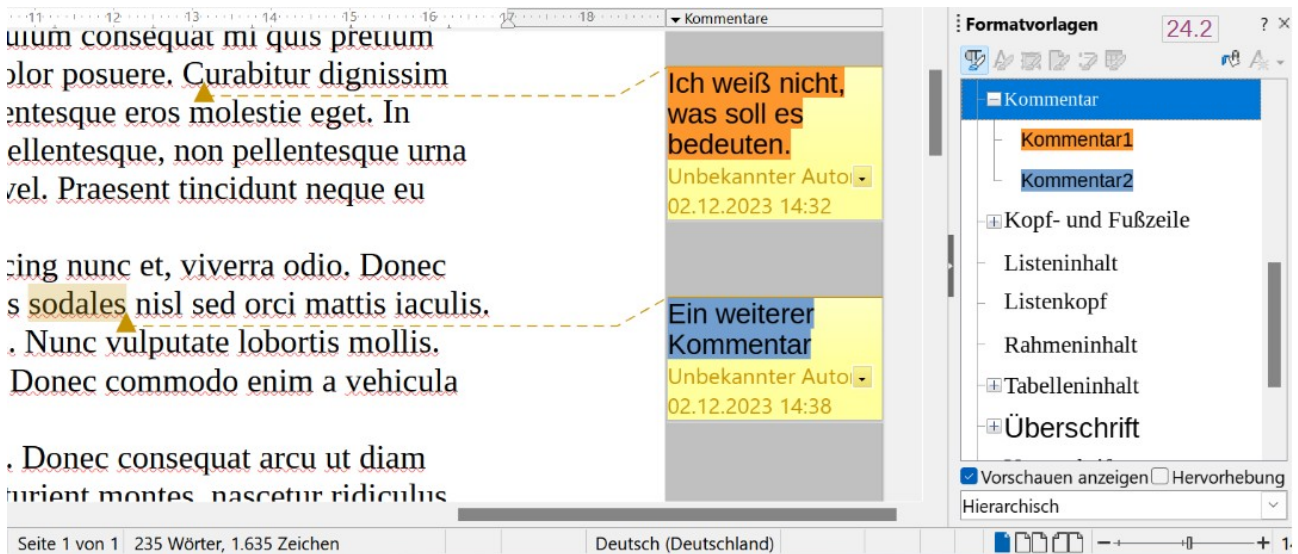 11 12 13 14 15 16 17 18
Kommentare
consequat mi quis pretium
olor posuere. Curabitur dignissim
entesque eros molestie eget. In
ellentesque, non pellentesque urna
vel. Praesent tincidunt neque eu
cing nunc et, viverra odio. Donec
s sodales nisl sed orci mattis iaculis.
. Nunc vulputate lobortis mollis.
Donec commodo enim a vehicula
. Donec consequat arcu ut diam
turient montes, nascetur ridiculus
Ich weiß nicht,
was soll es
bedeuten.
Unbekannter Autor
02.12.2023 14:32
Ein weiterer
Kommentar
Unbekannter Autor
02.12.2023 14:38
Formatvorlagen 24.2 ? ×
Kommentar
Kommentar1
Kommentar2
Kopf- und Fußzeile
Listeninhalt
Listenkopf
Rahmeninhalt
Tabelleninhalt
Überschrift
Vorschauen anzeigen Hervorhebung
Hierarchisch
Seite 1 von 1 235 Wörter, 1.635 Zeichen Deutsch (Deutschland)